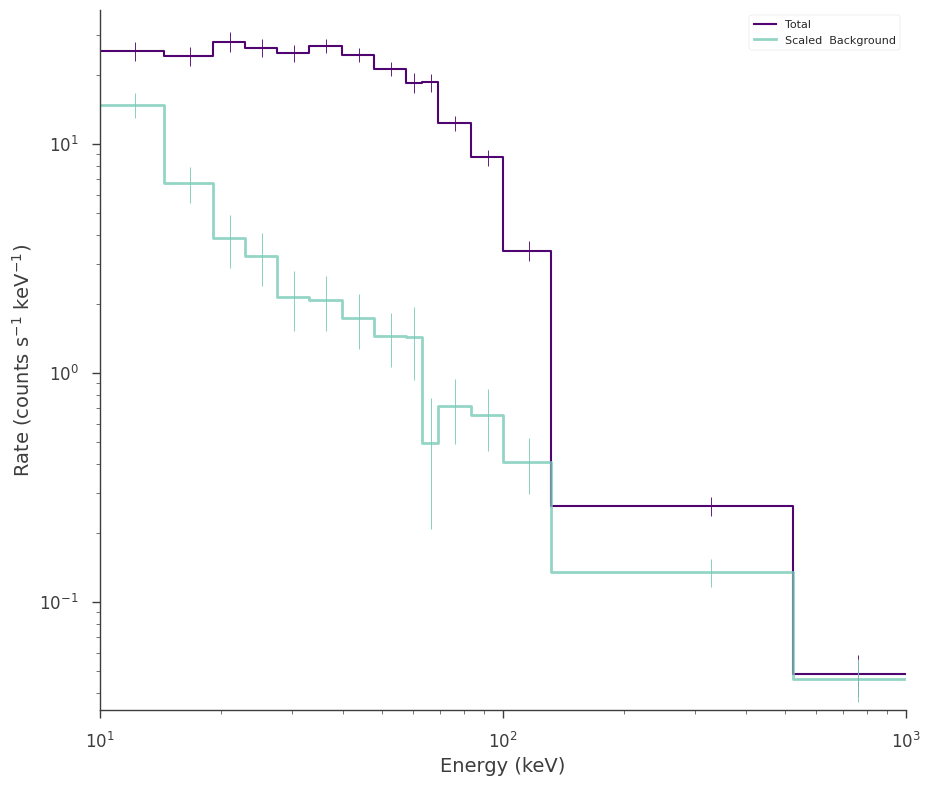 Total
Scaled  Background
10¹
10⁰
10⁻¹
Rate (counts s⁻¹ keV⁻¹)
10¹
10²
10³
Energy (keV)